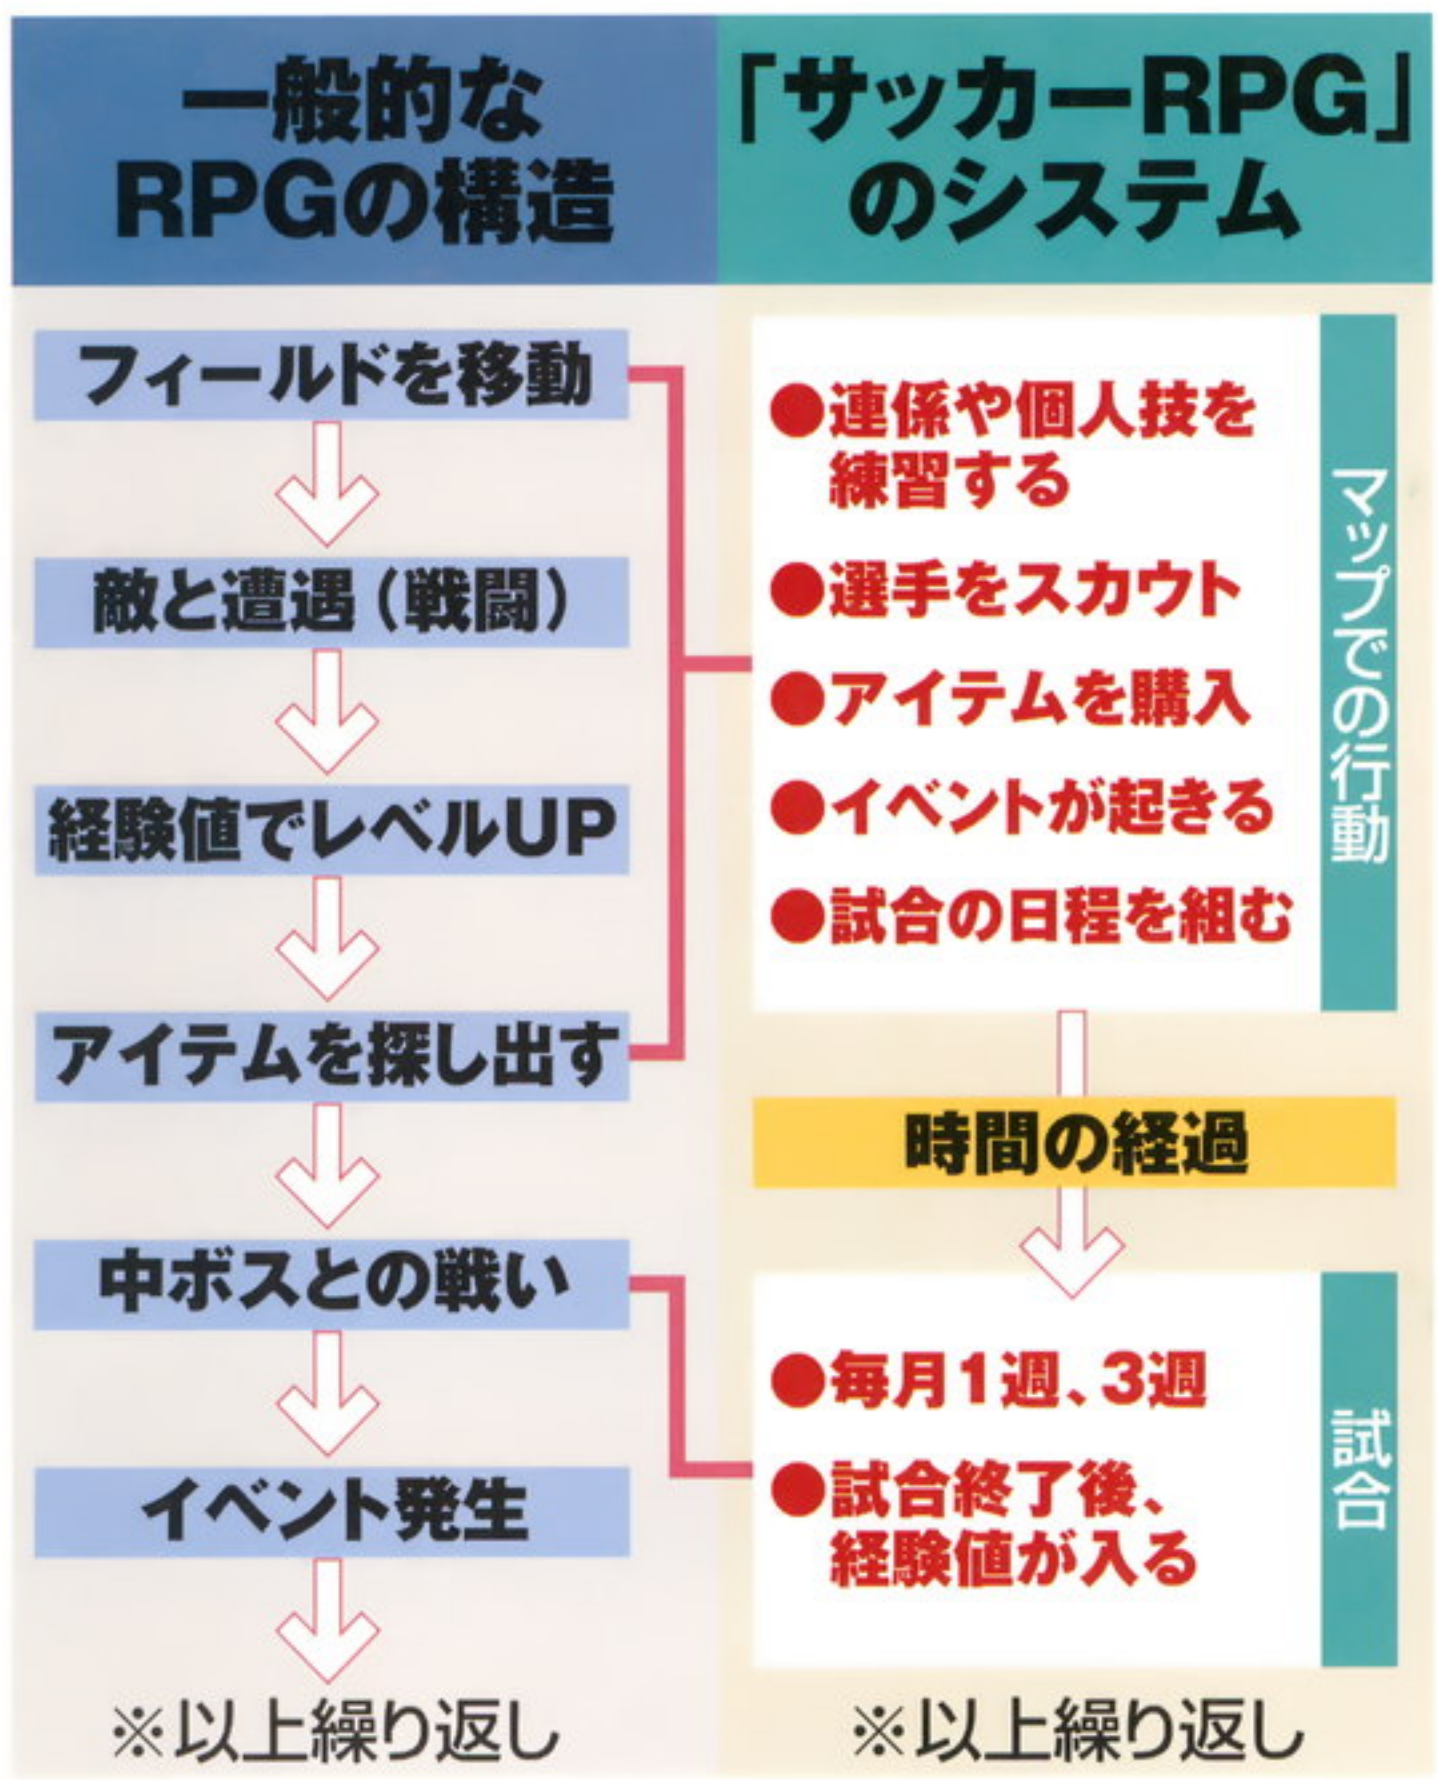 一般的な
RPGの構造
フィールドを移動
敵と遭遇（戦闘）
経験値でレベルUP
アイテムを探し出す
中ボスとの戦い
イベント発生
※以上繰り返し
「サッカーRPG」
のシステム
●連係や個人技を
練習する
●選手をスカウト
●アイテムを購入
●イベントが起きる
●試合の日程を組む
マップでの行動
時間の経過
●毎月1週、3週
●試合終了後、
経験値が入る
試合
※以上繰り返し